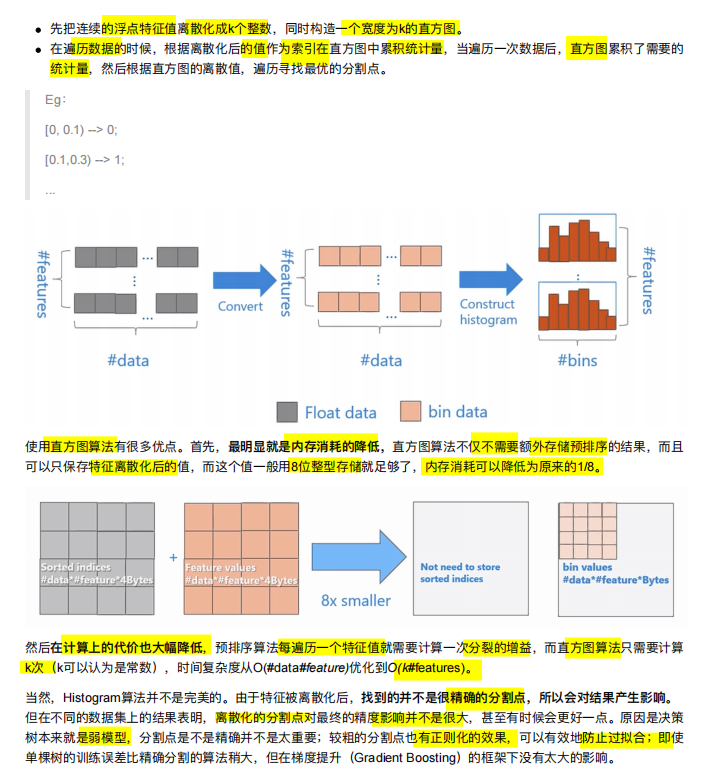 先把连续的浮点特征值离散化成k个整数，同时构造一个宽度为k的直方图。
在遍历数据的时候，根据离散化后的值作为索引在直方图中累积统计量，当遍历一次数据后，直方图累积了需要的
统计量，然后根据直方图的离散值，遍历寻找最优的分割点。
Eg：
[0, 0.1) --> 0;
[0.1,0.3) --> 1;
...
#features
...
...
Convert
#features
...
...
Construct
histogram
#features
#data
#data
#bins
Float data
bin data
使用直方图算法有很多优点。首先，最明显就是内存消耗的降低，直方图算法不仅不需要额外存储预排序的结果，而且
可以只保存特征离散化后的值，而这个值一般用8位整型存储就足够了，内存消耗可以降低为原来的1/8。
Sorted indices
#data*#feature*4Bytes
+
Feature values
#data*#feature*4Bytes
8x smaller
Not need to store
sorted indices
bin values
#data*#feature*Bytes
然后在计算上的代价也大幅降低，预排序算法每遍历一个特征值就需要计算一次分裂的增益，而直方图算法只需要计算
k次（k可以认为是常数），时间复杂度从O(#data#feature)优化到O(k#features)。
当然，Histogram算法并不是完美的。由于特征被离散化后，找到的并不是很精确的分割点，所以会对结果产生影响。
但在不同的数据集上的结果表明，离散化的分割点对最终的精度影响并不是很大，甚至有时候会更好一点。原因是决策
树本来就是弱模型，分割点是不是精确并不是太重要；较粗的分割点也有正则化的效果，可以有效地防止过拟合；即使
单棵树的训练误差比精确分割的算法稍大，但在梯度提升（Gradient Boosting）的框架下没有太大的影响。